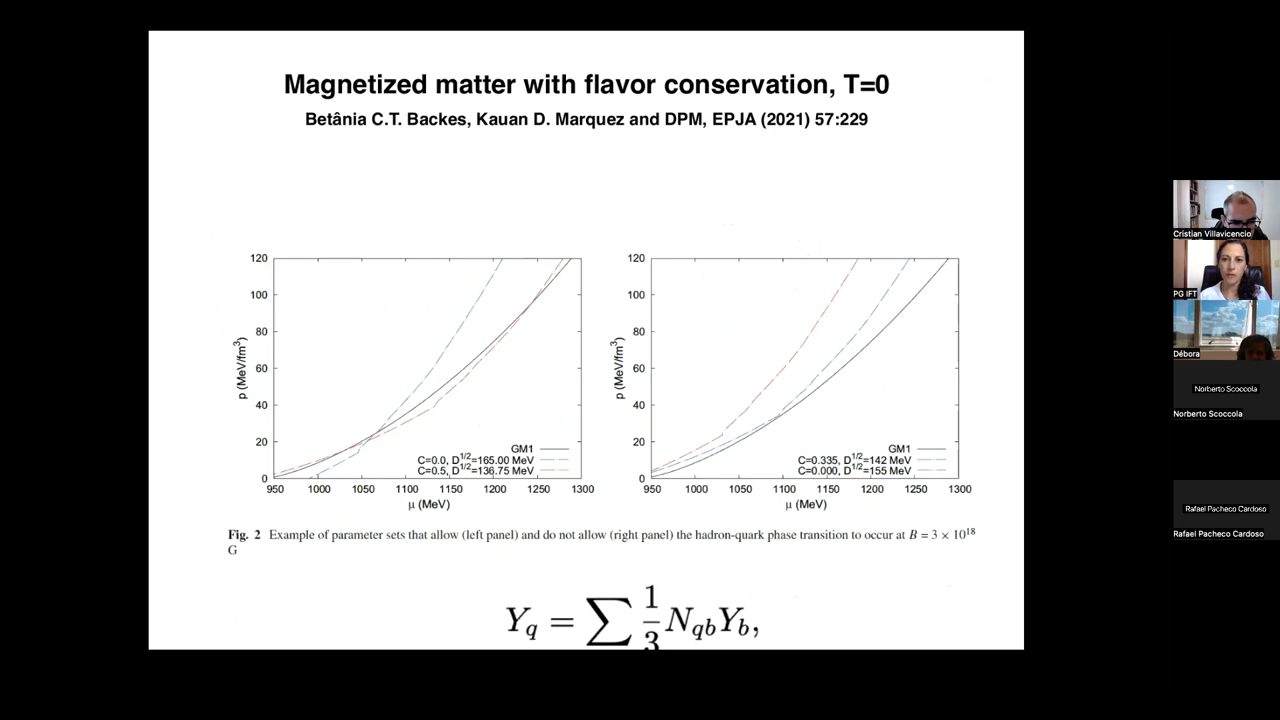 Magnetized matter with flavor conservation, T=0
Betânia C.T. Backes, Kauan D. Marquez and DPM, EPJA (2021) 57:229
120
100
80
60
40
20
0
p (MeV/fm³)
GM1
C=0.0, D^1/2=165.00 MeV
C=0.5, D^1/2=136.75 MeV
950 1000 1050 1100 1150 1200 1250 1300
μ (MeV)
120
100
80
60
40
20
0
p (MeV/fm³)
GM1
C=0.335, D^1/2=142 MeV
C=0.000, D^1/2=155 MeV
950 1000 1050 1100 1150 1200 1250 1300
μ (MeV)
Fig. 2 Example of parameter sets that allow (left panel) and do not allow (right panel) the hadron-quark phase transition to occur at B = 3 × 10^18
G
Y_q = ∑ 1/3 N_qb Y_b,
Cristian Villavicencio
PG IFT
Débora
Norberto Scoccola
Norberto Scoccola
Rafael Pacheco Cardoso
Rafael Pacheco Cardoso